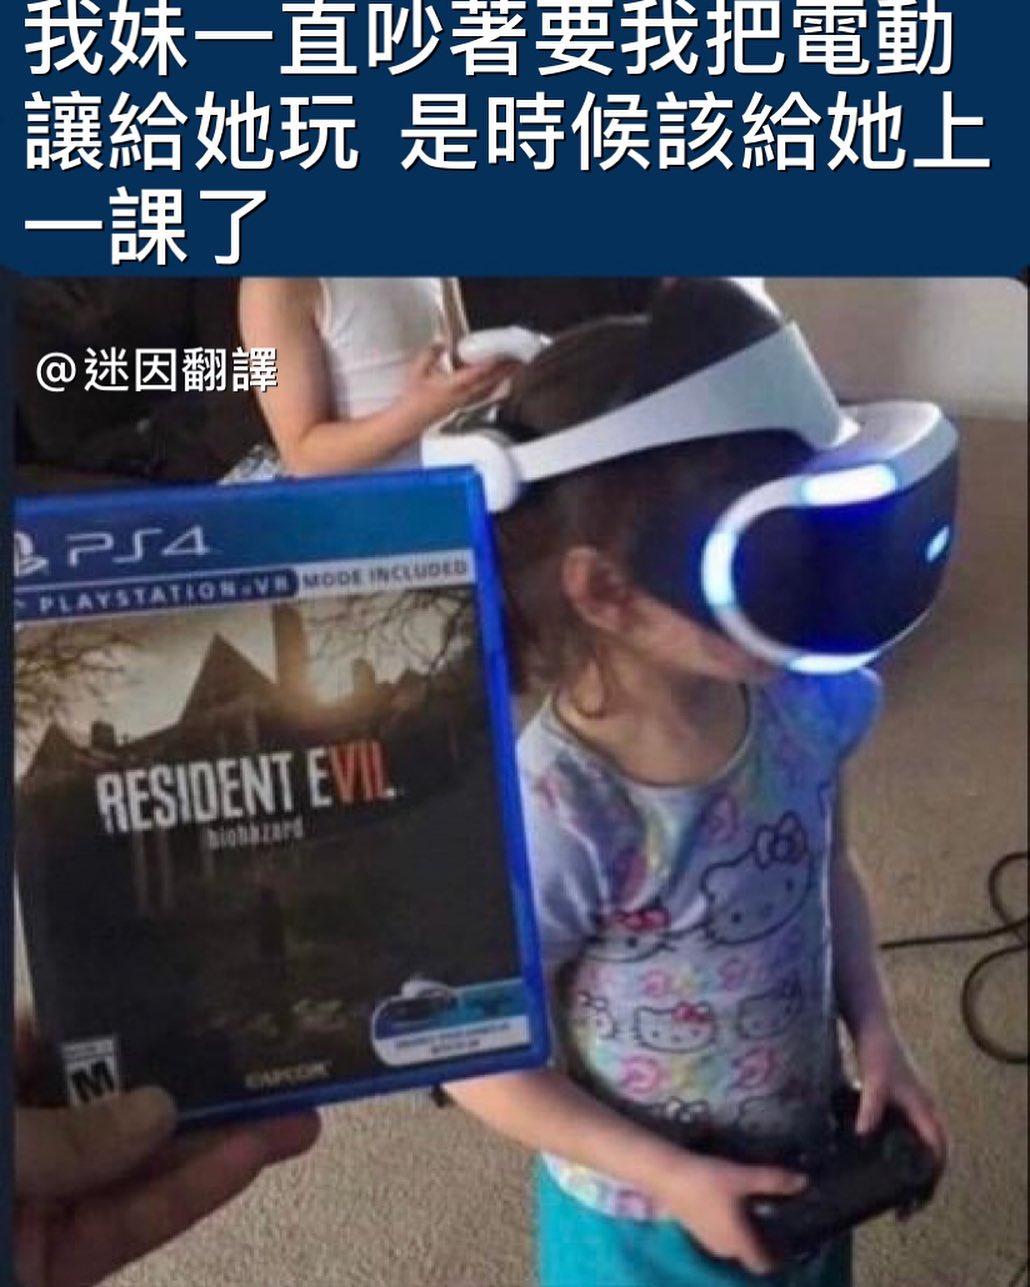 我妹一直吵著要我把電動
讓給她玩 是時候該給她上
一課了
@迷因翻譯
PS4
PLAYSTATION®VR MODE INCLUDED
RESIDENT EVIL
biohazard
M
CAPCOM